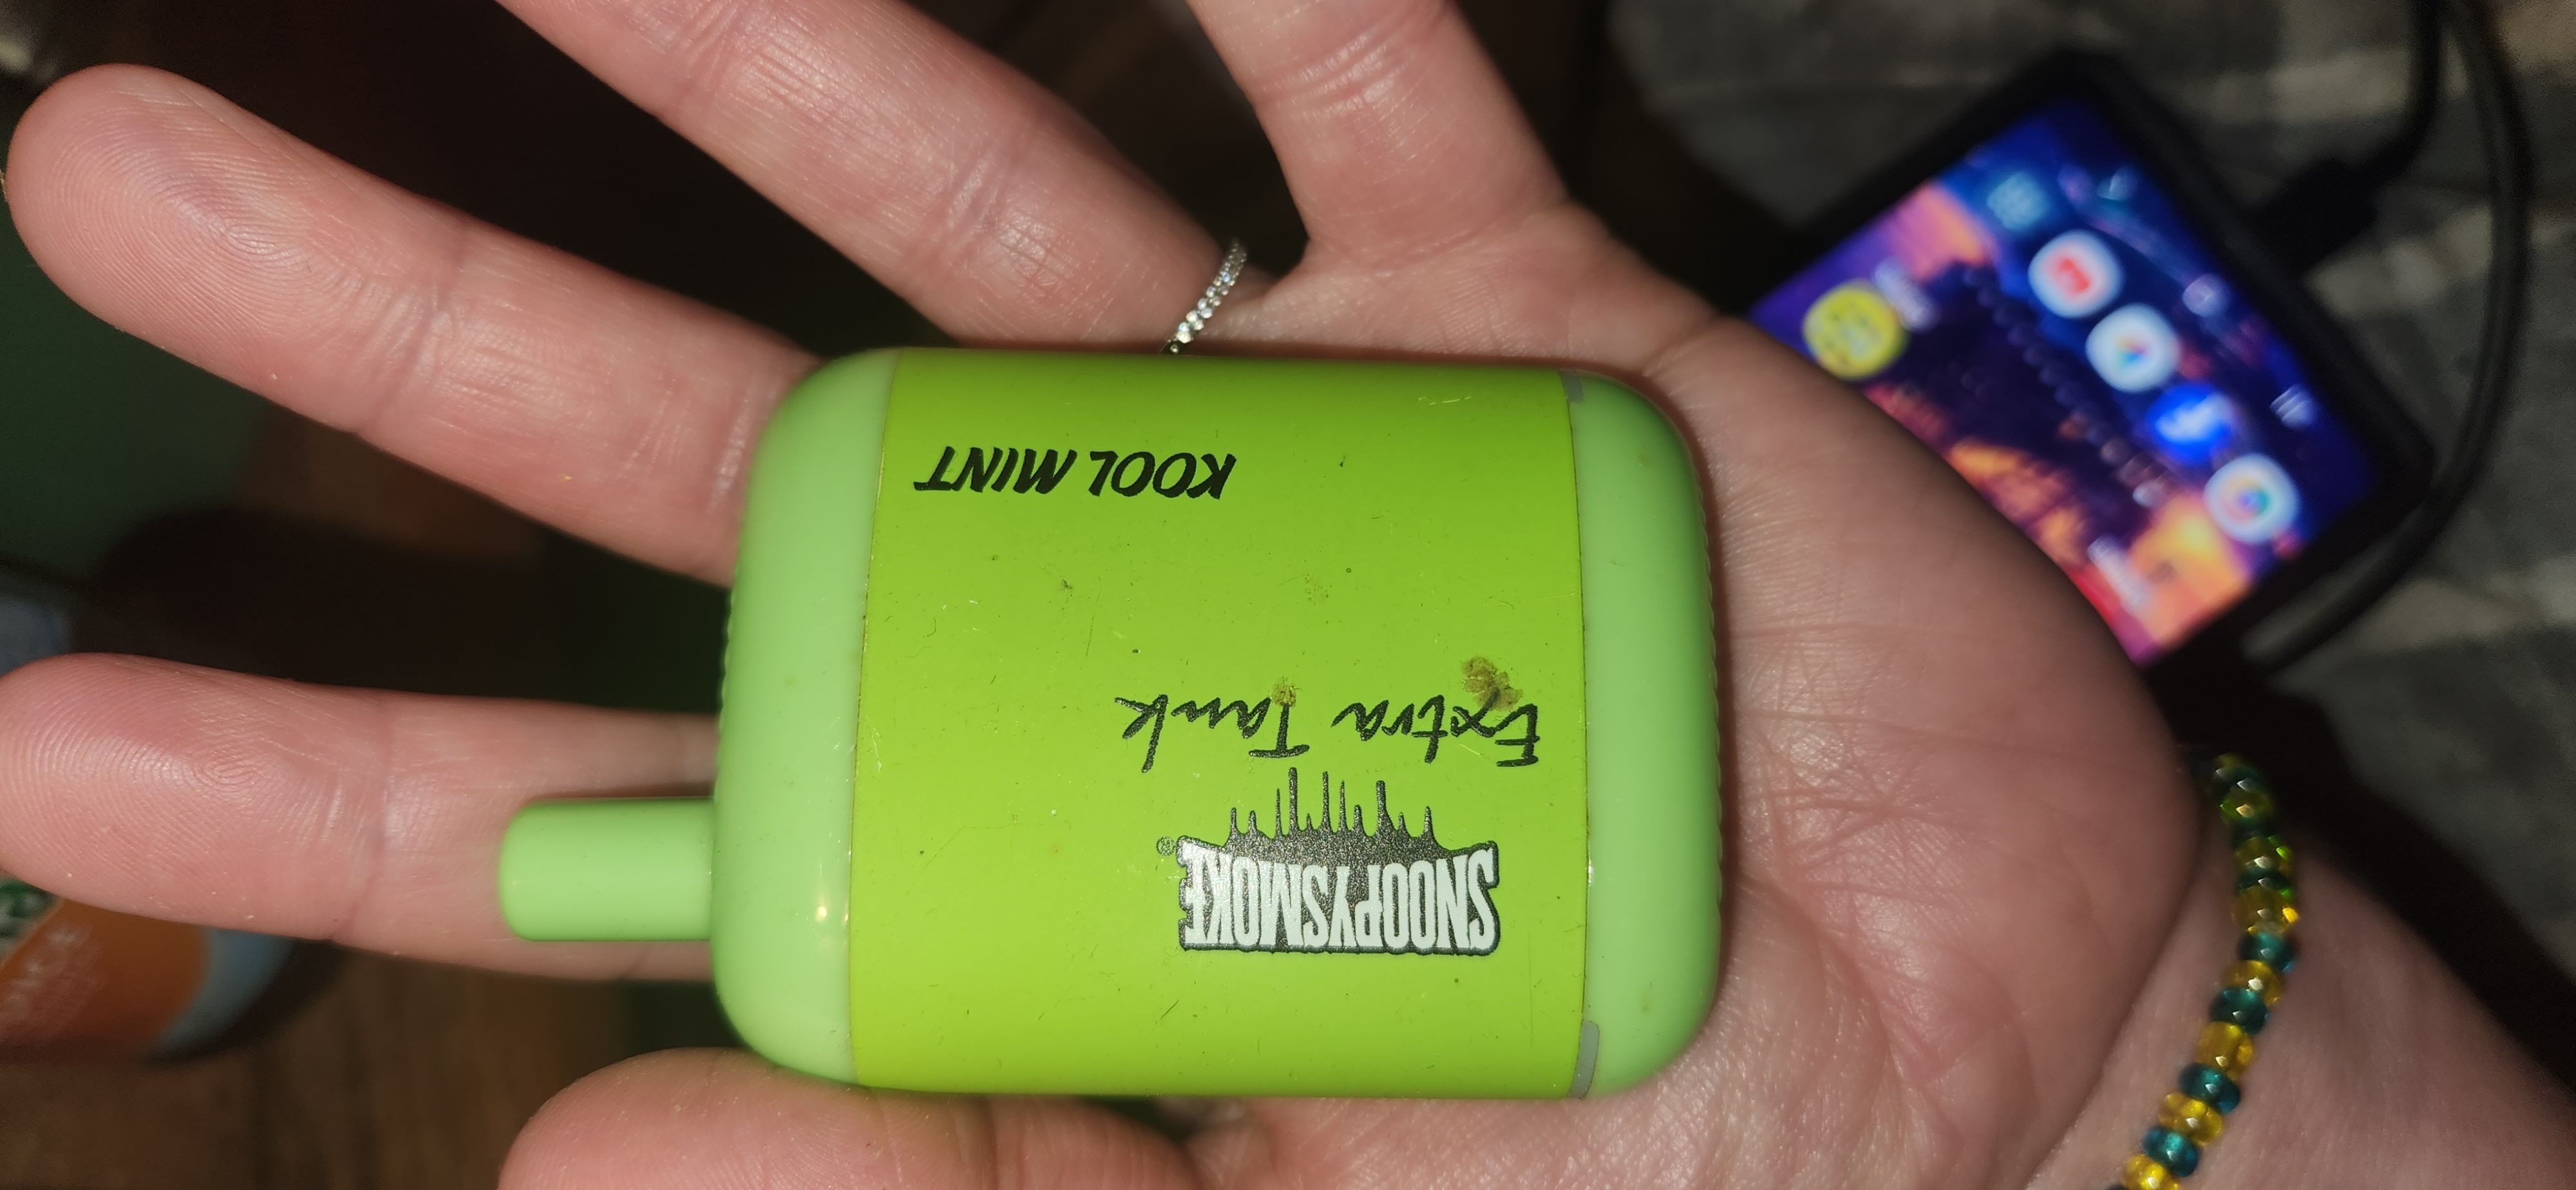 SNOOPYSMOKE®
Extra Tank
KOOL MINT